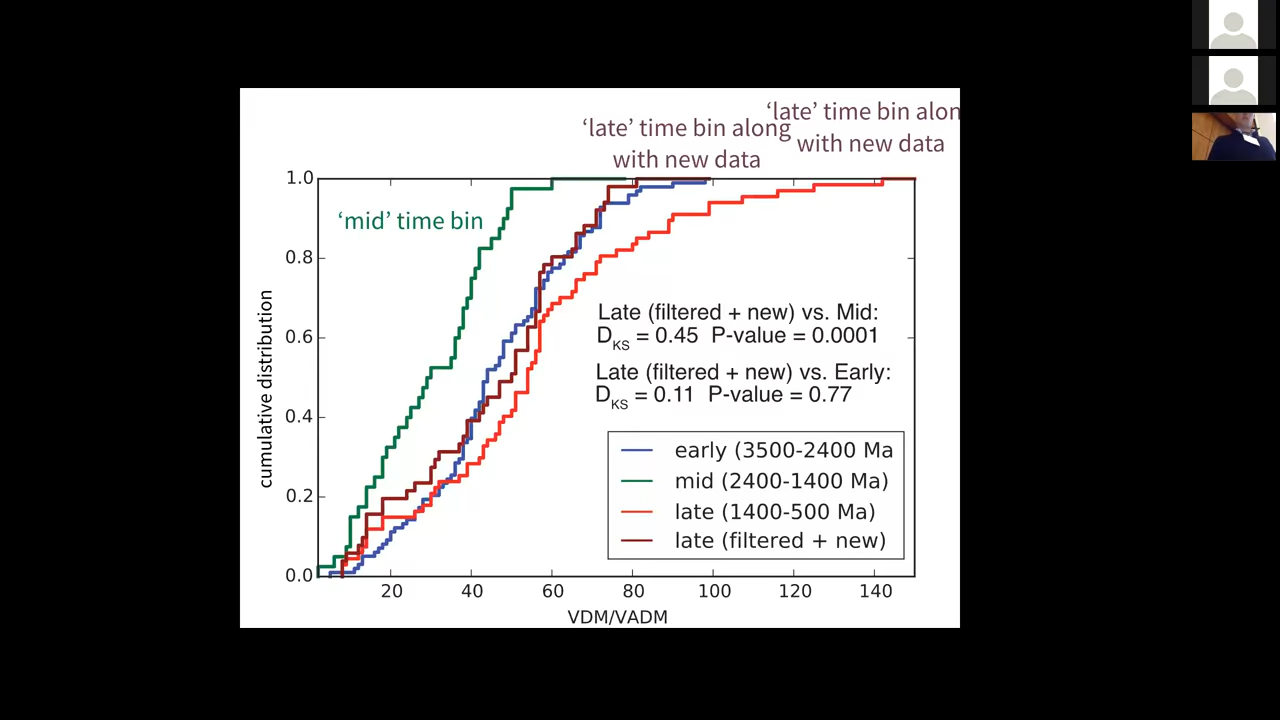 ‘late’ time bin alon
with new data
‘late’ time bin along
with new data
‘mid’ time bin
1.0
0.8
0.6
0.4
0.2
0.0
cumulative distribution
Late (filtered + new) vs. Mid:
DKS = 0.45 P-value = 0.0001
Late (filtered + new) vs. Early:
DKS = 0.11 P-value = 0.77
early (3500-2400 Ma
mid (2400-1400 Ma)
late (1400-500 Ma)
late (filtered + new)
20 40 60 80 100 120 140
VDM/VADM